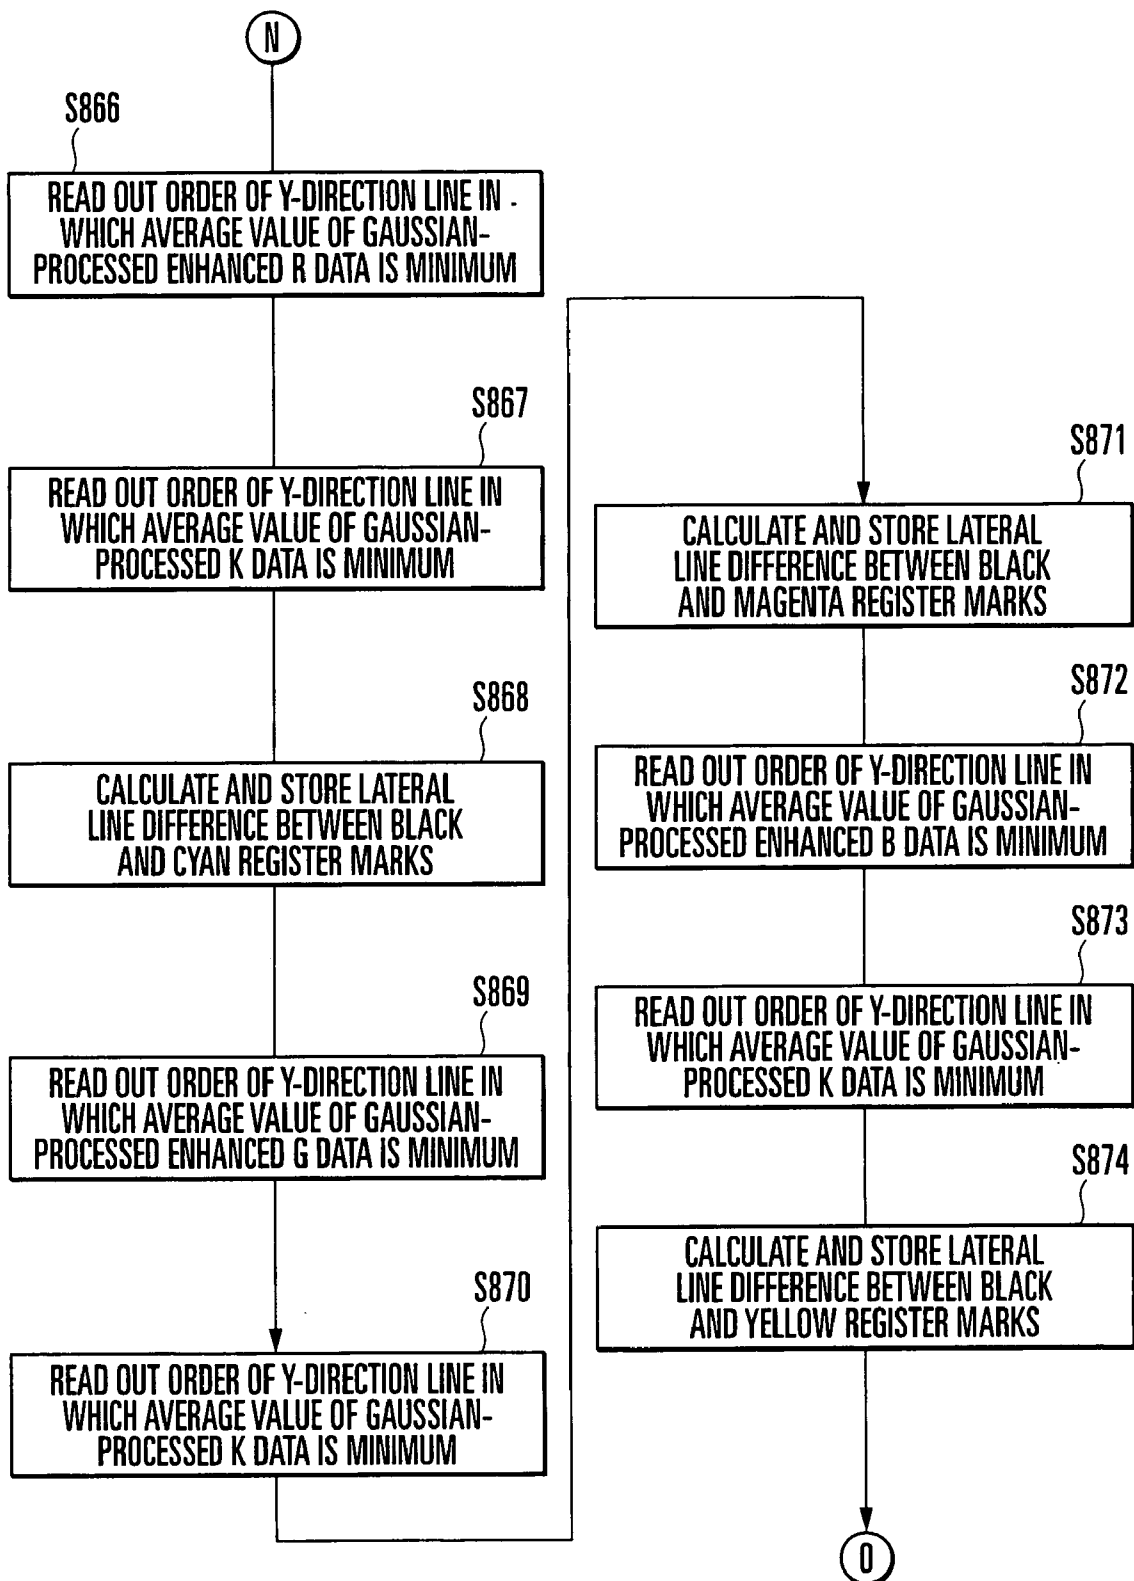 N
S866
READ OUT ORDER OF Y-DIRECTION LINE IN
WHICH AVERAGE VALUE OF GAUSSIAN-
PROCESSED ENHANCED R DATA IS MINIMUM
S867
READ OUT ORDER OF Y-DIRECTION LINE IN
WHICH AVERAGE VALUE OF GAUSSIAN-
PROCESSED K DATA IS MINIMUM
S868
CALCULATE AND STORE LATERAL
LINE DIFFERENCE BETWEEN BLACK
AND CYAN REGISTER MARKS
S869
READ OUT ORDER OF Y-DIRECTION LINE IN
WHICH AVERAGE VALUE OF GAUSSIAN-
PROCESSED ENHANCED G DATA IS MINIMUM
S870
READ OUT ORDER OF Y-DIRECTION LINE IN
WHICH AVERAGE VALUE OF GAUSSIAN-
PROCESSED K DATA IS MINIMUM
S871
CALCULATE AND STORE LATERAL
LINE DIFFERENCE BETWEEN BLACK
AND MAGENTA REGISTER MARKS
S872
READ OUT ORDER OF Y-DIRECTION LINE IN
WHICH AVERAGE VALUE OF GAUSSIAN-
PROCESSED ENHANCED B DATA IS MINIMUM
S873
READ OUT ORDER OF Y-DIRECTION LINE IN
WHICH AVERAGE VALUE OF GAUSSIAN-
PROCESSED K DATA IS MINIMUM
S874
CALCULATE AND STORE LATERAL
LINE DIFFERENCE BETWEEN BLACK
AND YELLOW REGISTER MARKS
O